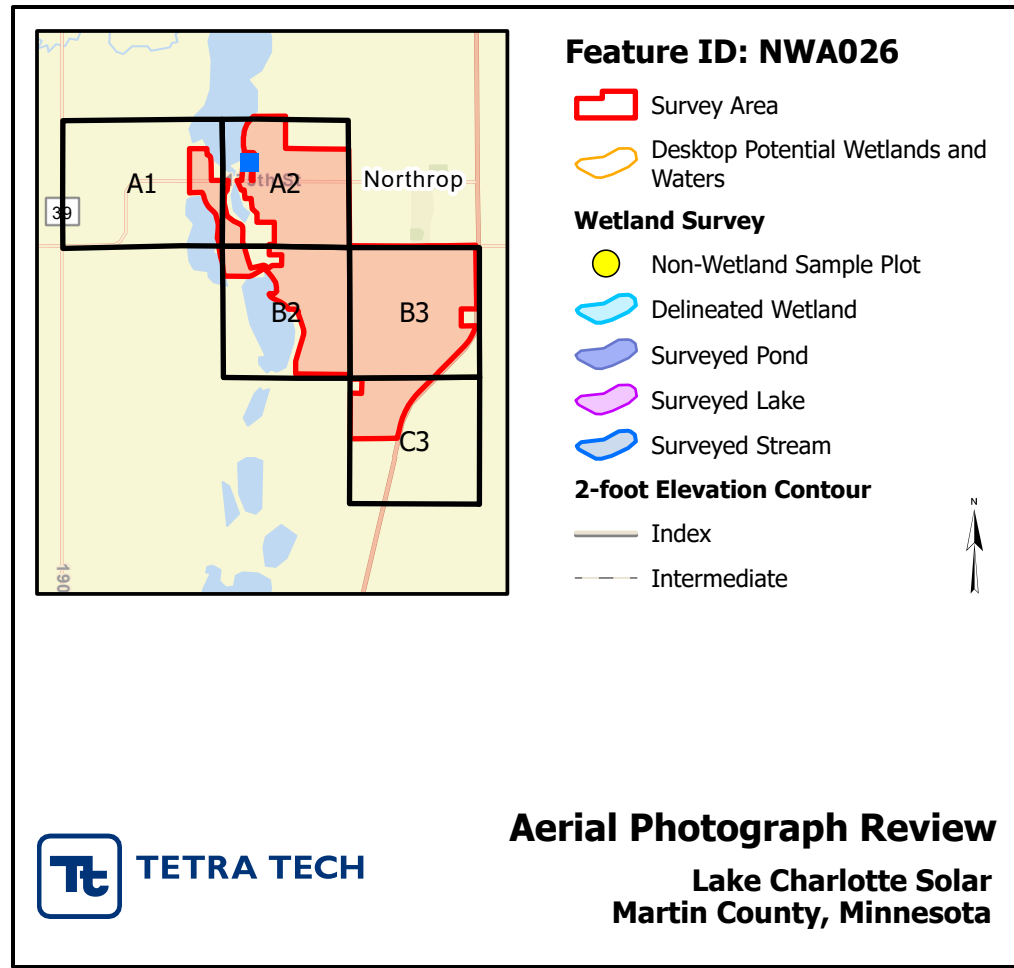 Feature ID: NWA026
Survey Area
Desktop Potential Wetlands and
Waters
Wetland Survey
Non-Wetland Sample Plot
Delineated Wetland
Surveyed Pond
Surveyed Lake
Surveyed Stream
2-foot Elevation Contour
Index
Intermediate
N
A1
A2
Northrop
39
B2
B3
C3
190
TETRA TECH
Aerial Photograph Review
Lake Charlotte Solar
Martin County, Minnesota